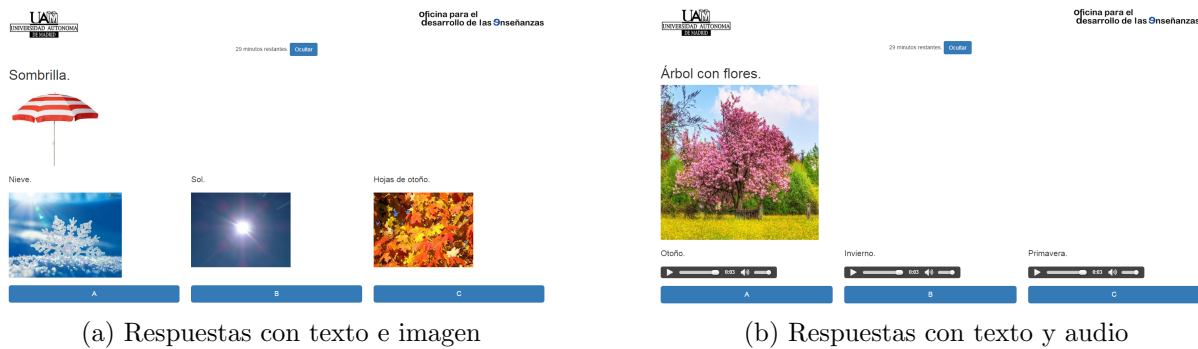 UAM
UNIVERSIDAD AUTONOMA
DE MADRID
Oficina para el
desarrollo de las Enseñanzas
29 minutos restantes. Ocultar
Sombrilla.
Nieve.
Sol.
Hojas de otoño.
A
B
C
(a) Respuestas con texto e imagen
UAM
UNIVERSIDAD AUTONOMA
DE MADRID
Oficina para el
desarrollo de las Enseñanzas
29 minutos restantes. Ocultar
Árbol con flores.
Otoño.
Invierno.
Primavera.
0:03
0:03
0:03
A
B
C
(b) Respuestas con texto y audio